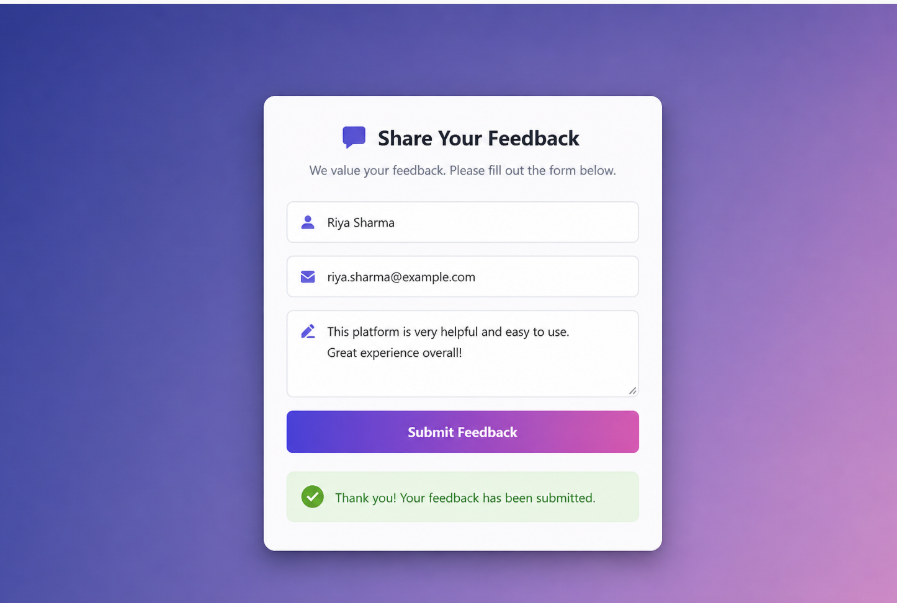 Share Your Feedback
We value your feedback. Please fill out the form below.
Riya Sharma
riya.sharma@example.com
This platform is very helpful and easy to use.
Great experience overall!
Submit Feedback
Thank you! Your feedback has been submitted.